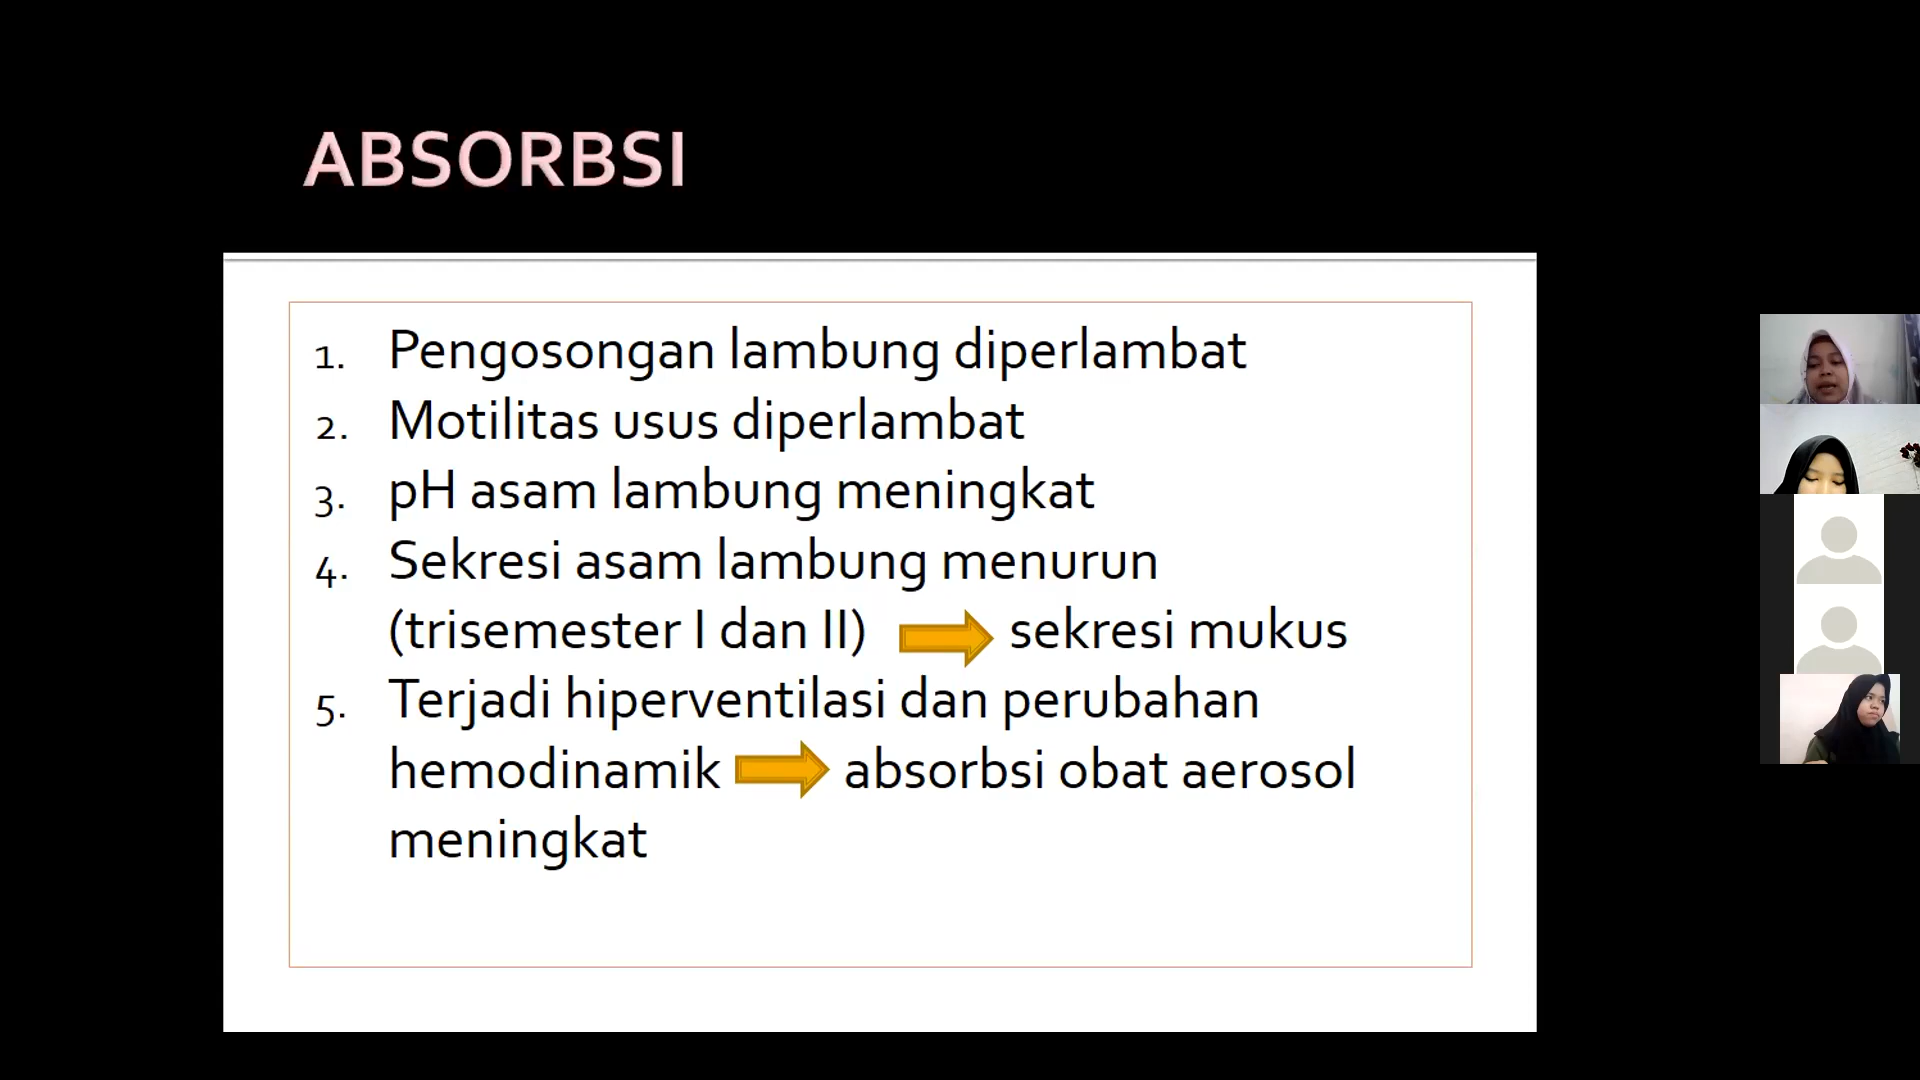 ABSORBSI
1. Pengosongan lambung diperlambat
2. Motilitas usus diperlambat
3. pH asam lambung meningkat
4. Sekresi asam lambung menurun
(trisemester I dan II) sekresi mukus
5. Terjadi hiperventilasi dan perubahan
hemodinamik absorbsi obat aerosol
meningkat